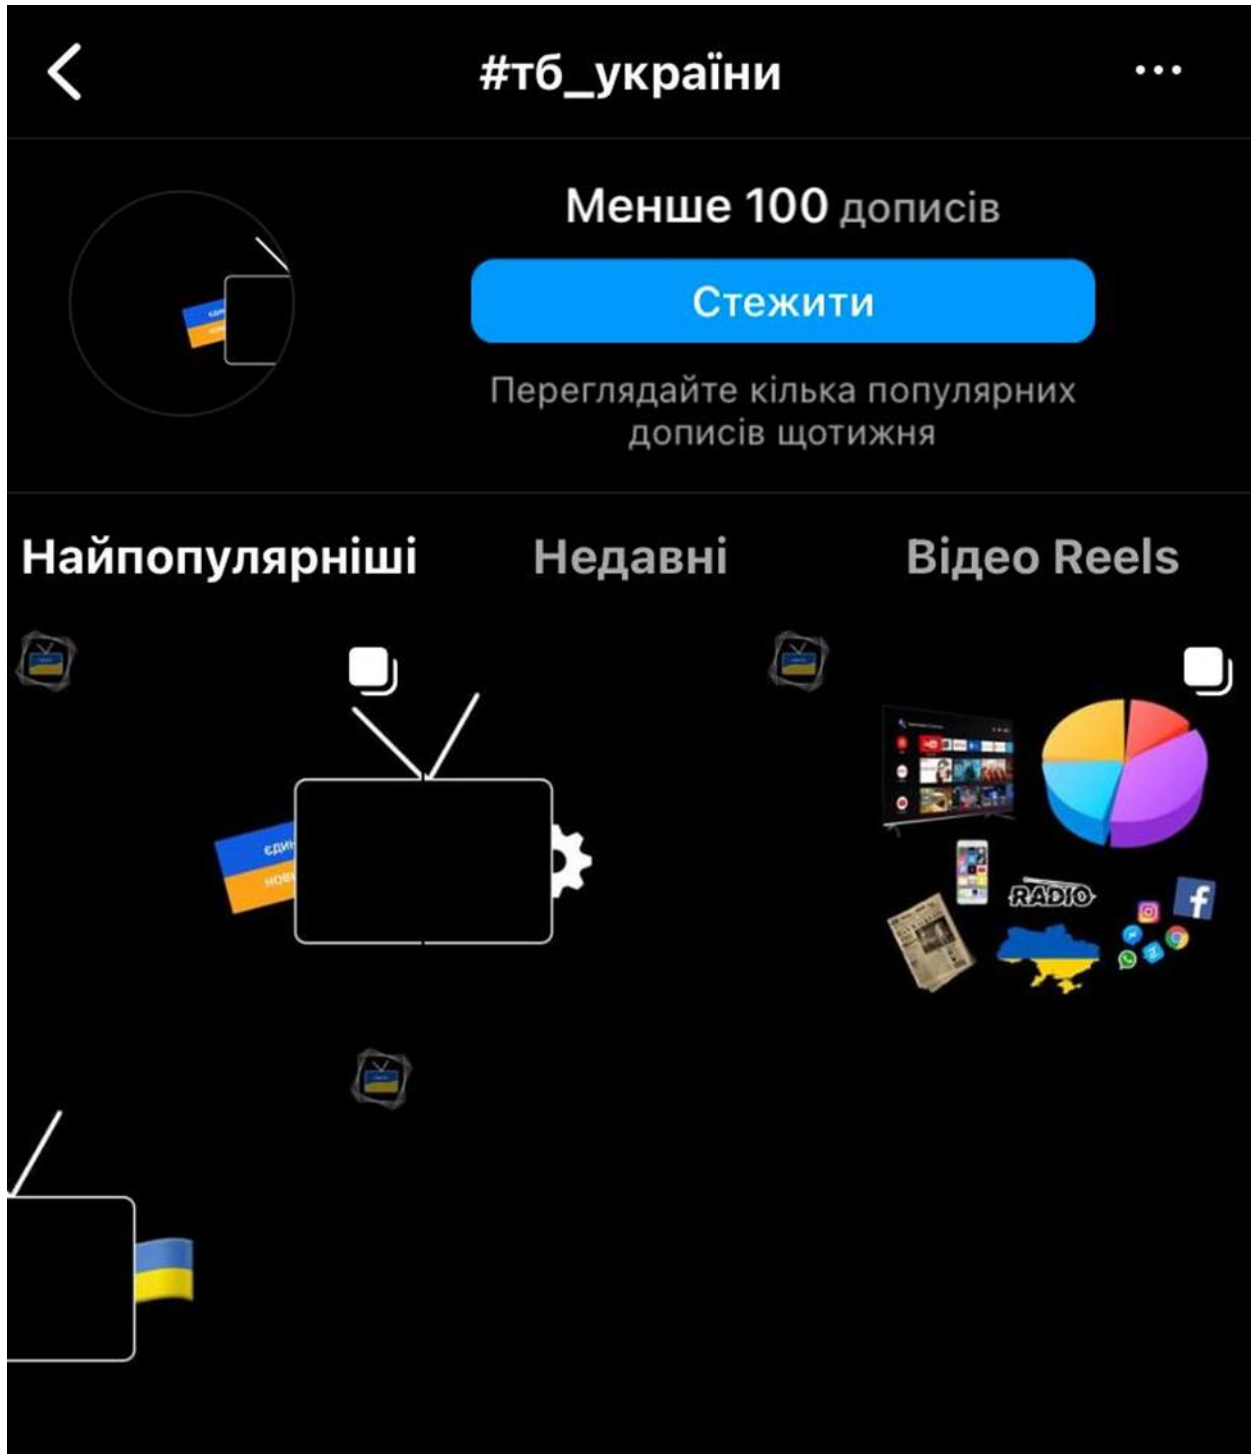 #тб_україни
Менше 100 дописів
Стежити
Переглядайте кілька популярних
дописів щотижня
Найпопулярніші
Недавні
Відео Reels
RADIO